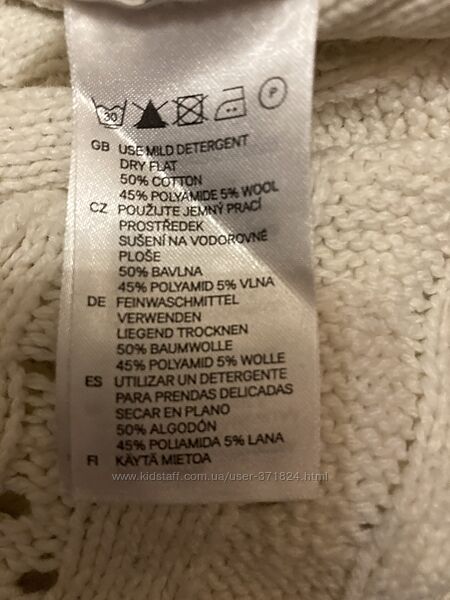 30 P
GB USE MILD DETERGENT
DRY FLAT
50% COTTON
45% POLYAMIDE 5% WOOL
CZ POUŽIJTE JEMNÝ PRACÍ
PROSTŘEDEK
SUŠENÍ NA VODOROVNÉ
PLOŠE
50% BAVLNA
45% POLYAMID 5% VLNA
DE FEINWASCHMITTEL
VERWENDEN
LIEGEND TROCKNEN
50% BAUMWOLLE
45% POLYAMID 5% WOLLE
ES UTILIZAR UN DETERGENTE
PARA PRENDAS DELICADAS
SECAR EN PLANO
50% ALGODÓN
45% POLIAMIDA 5% LANA
FI KÄYTÄ MIETOA
www.kidstaff.com.ua/user-371824.html